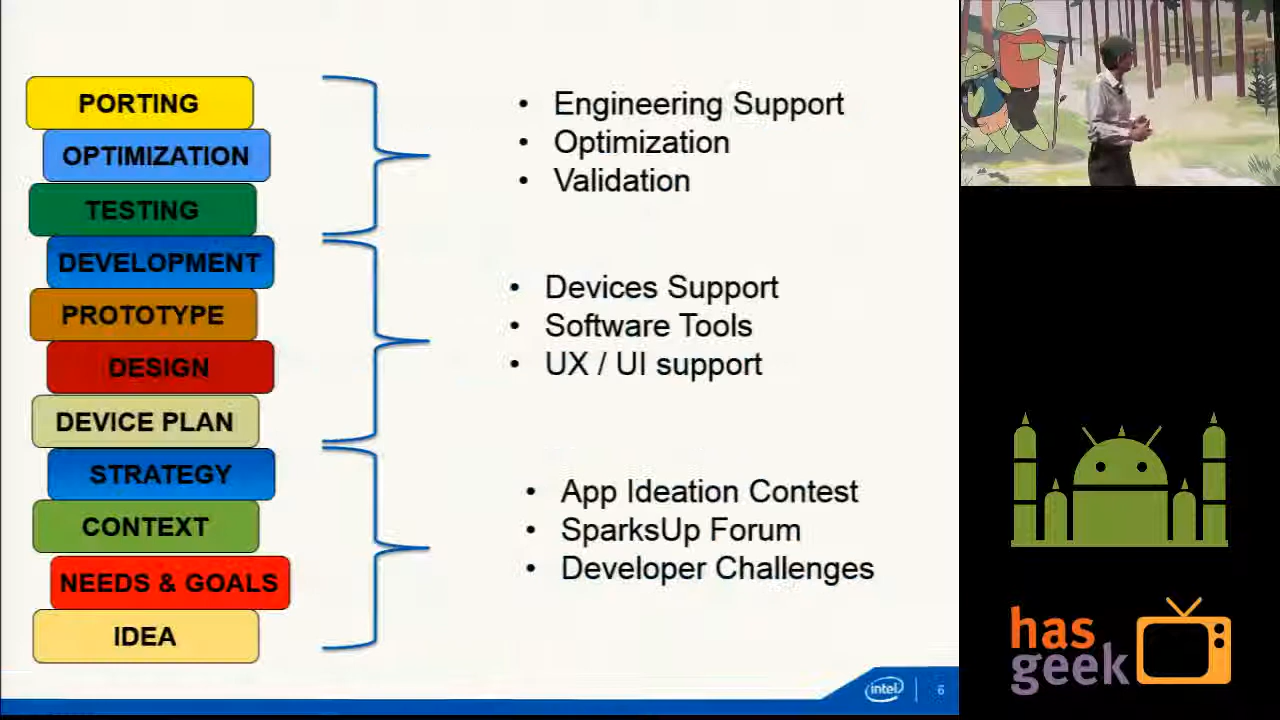 PORTING
OPTIMIZATION
TESTING
DEVELOPMENT
PROTOTYPE
DESIGN
DEVICE PLAN
STRATEGY
CONTEXT
NEEDS & GOALS
IDEA
• Engineering Support
• Optimization
• Validation
• Devices Support
• Software Tools
• UX / UI support
• App Ideation Contest
• SparksUp Forum
• Developer Challenges
intel
6
has
geek